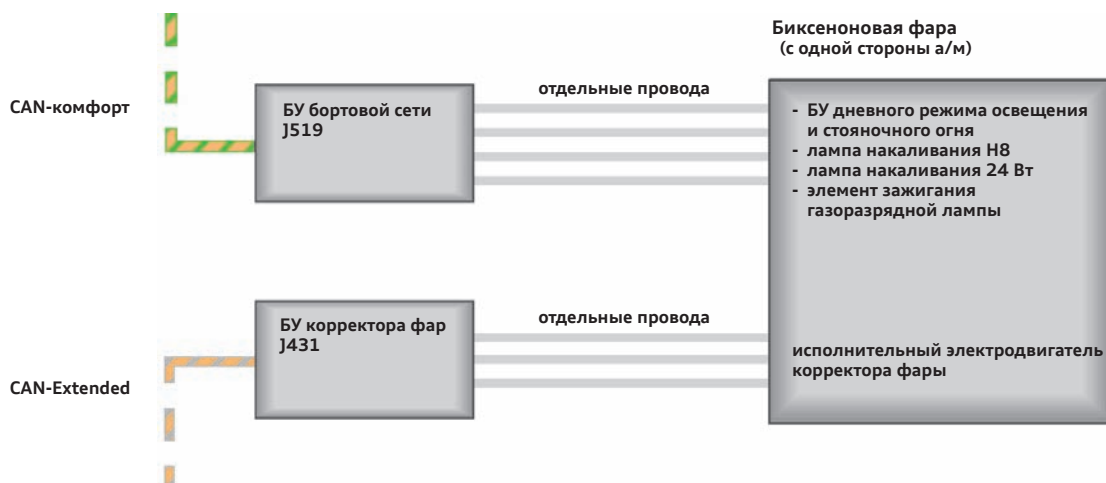 Биксеноновая фара
(с одной стороны а/м)
CAN-комфорт
БУ бортовой сети
J519
отдельные провода
- БУ дневного режима освещения
и стояночного огня
- лампа накаливания H8
- лампа накаливания 24 Вт
- элемент зажигания
газоразрядной лампы
CAN-Extended
БУ корректора фар
J431
отдельные провода
исполнительный электродвигатель
корректора фары